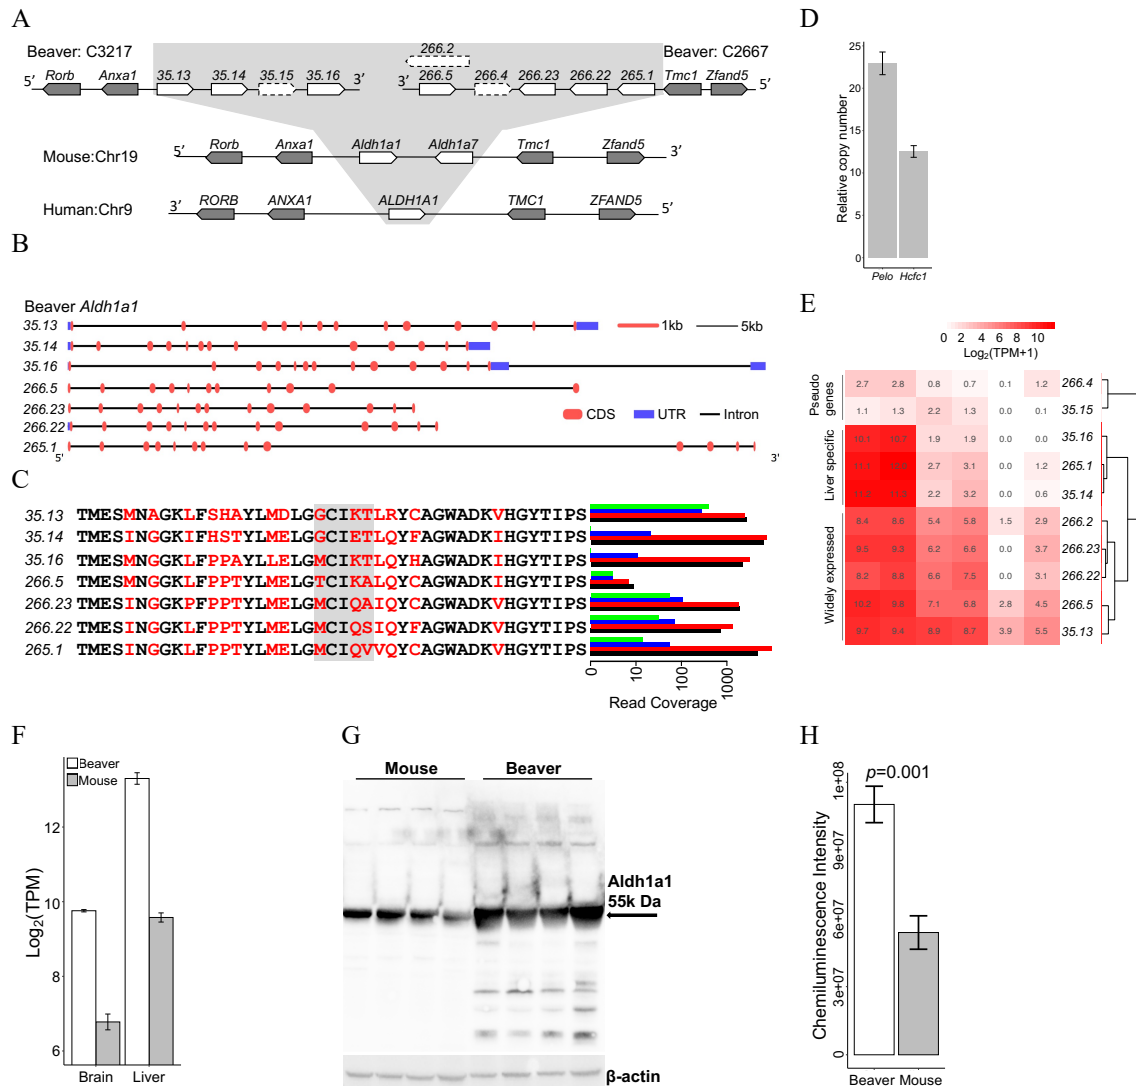 A
Beaver: C3217
Beaver: C2667
266.2
Rorb Anxa1 35.13 35.14 35.15 35.16
266.5 266.4 266.23 266.22 265.1 Tmc1 Zfand5
5′ 3′ 3′ 5′
Rorb Anxa1 Aldh1a1 Aldh1a7 Tmc1 Zfand5
Mouse:Chr19 5′ 3′
RORB ANXA1 ALDH1A1 TMC1 ZFAND5
Human:Chr9 3′ 5′
B
Beaver Aldh1a1
35.13
35.14
35.16
266.5
266.23
266.22
265.1
5′ 3′
1kb 5kb
CDS UTR Intron
C
35.13 TMESMNAGKLFSHAYLMDLGGCIKTLRYCAGWADKVHGYTIPS
35.14 TMESINGGKIFHSTYLMELGGCIETLQYFAGWADKIHGYTIPS
35.16 TMESINGGKLFPPAYLLELGMCIKTLQHCAGWADKIHGYTIPS
266.5 TMESMNGGKLFPPTYLMELGTCIKALQYCAGWADKVHGYTIPS
266.23 TMESINGGKPFPPTYLMELGMCIQAIQYCAGWADKVHGYTIPS
266.22 TMESINGGKLFPPTYLMELGMCIQSIQYFAGWADKVHGYTIPS
265.1 TMESINGGKLFPPTYLMELGMCIQVVQYCAGWADKVHGYTIPS
0 10 100 1000
Read Coverage
D
Relative copy number
25
20
15
10
5
0
Pelo Hcfc1
E
0 2 4 6 8 10
Log2(TPM+1)
Pseudo genes
Liver specific
Widley expressed
2.7 2.8 0.8 0.7 0.1 1.2 266.4
1.1 1.3 2.2 1.3 0.0 0.1 35.15
10.1 10.7 1.9 1.9 0.0 0.0 35.16
2.7 3.1 0.0 1.2 265.1
2.2 3.2 0.0 0.6 35.14
8.4 8.6 5.4 5.8 1.5 2.9 266.2
9.5 9.3 6.2 6.6 0.0 3.7 266.23
8.2 8.8 6.6 7.5 0.0 3.1 266.22
10.2 9.8 7.1 6.8 2.8 4.5 266.5
9.7 9.4 8.9 8.7 3.9 5.5 35.13
F
Beaver
Mouse
Log2(TPM)
12
10
8
6
Brain Liver
G
Mouse Beaver
Aldh1a1
55k Da
β-actin
H
p=0.001
Chemiluminescence Intensity
1e+08
9e+07
6e+07
3e+07
0
Beaver Mouse